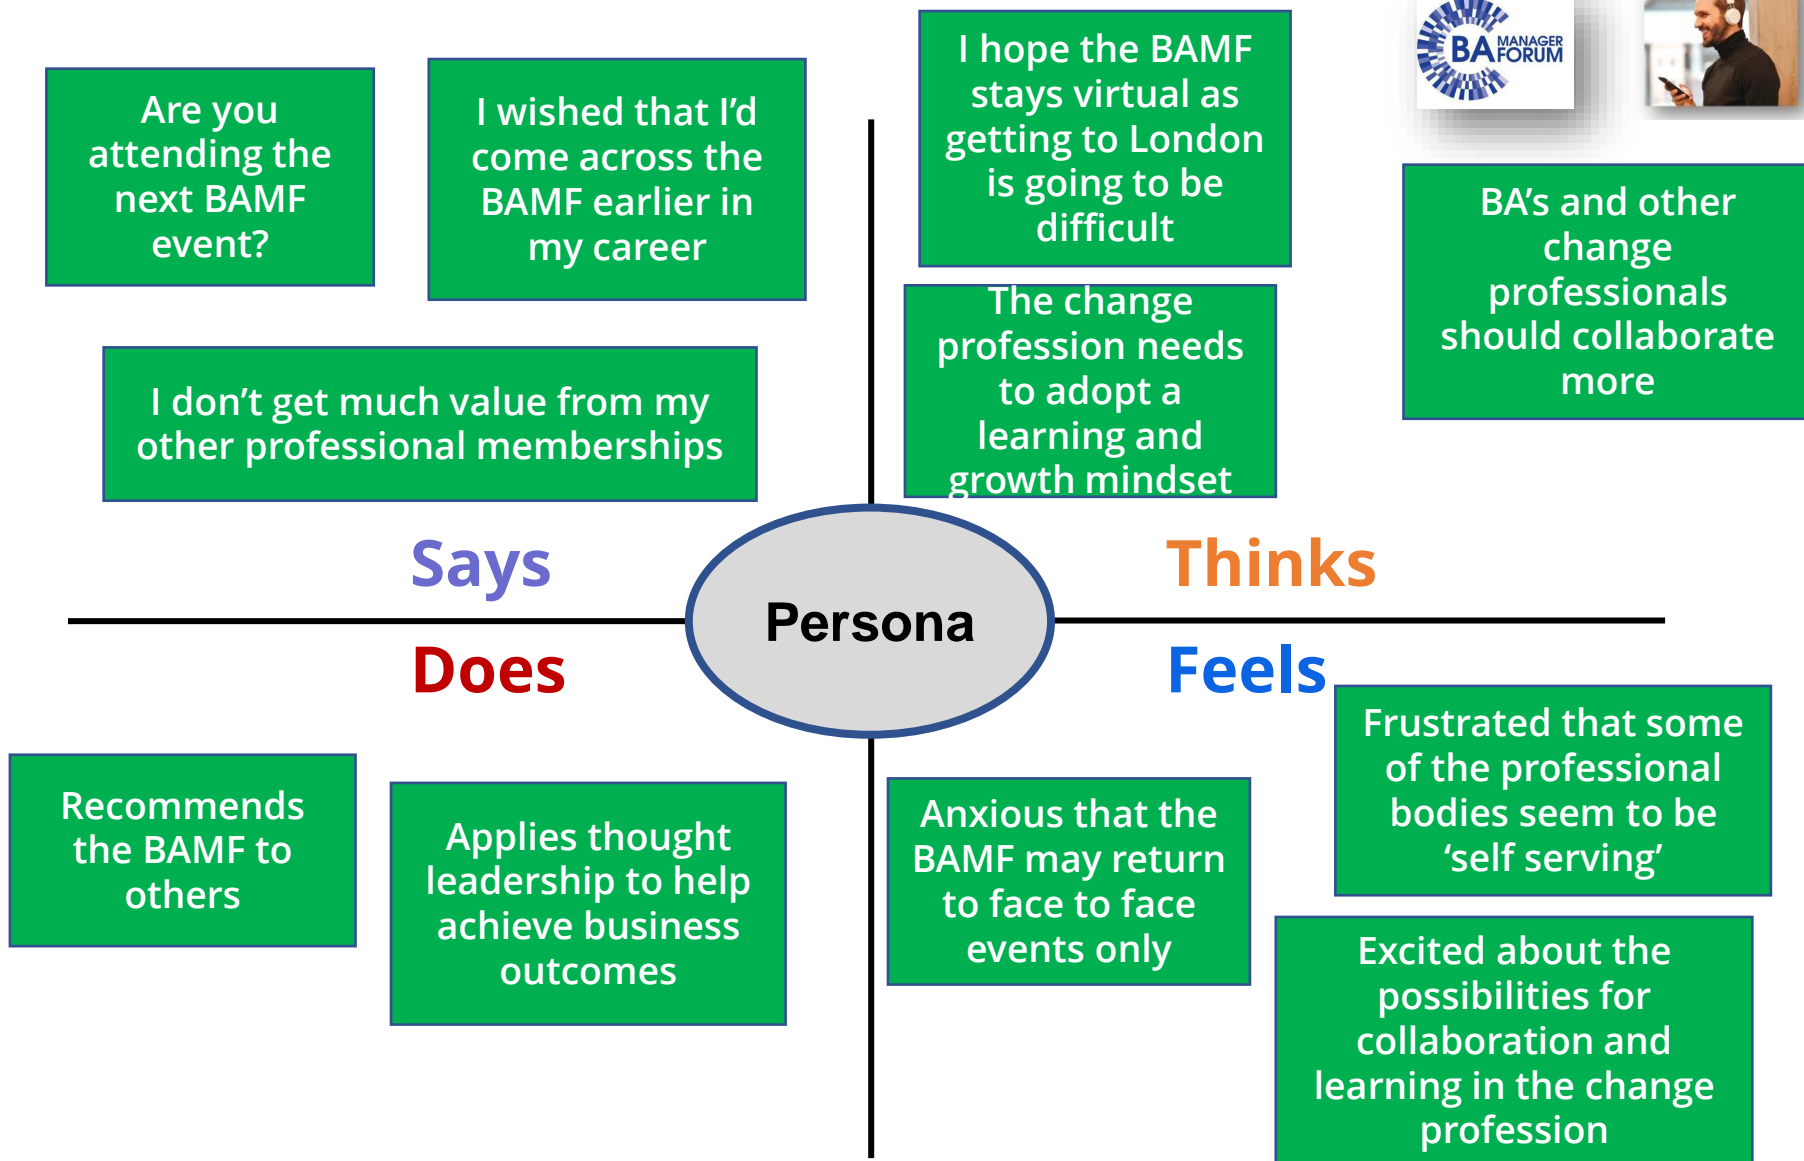 Are you
attending the
next BAMF
event?
I wished that I’d
come across the
BAMF earlier in
my career
I don’t get much value from my
other professional memberships
Says
I hope the BAMF
stays virtual as
getting to London
is going to be
difficult
The change
profession needs
to adopt a
learning and
growth mindset
BA MANAGER
FORUM
BA’s and other
change
professionals
should collaborate
more
Thinks
Persona
Does
Recommends
the BAMF to
others
Applies thought
leadership to help
achieve business
outcomes
Feels
Anxious that the
BAMF may return
to face to face
events only
Frustrated that some
of the professional
bodies seem to be
‘self serving’
Excited about the
possibilities for
collaboration and
learning in the change
profession